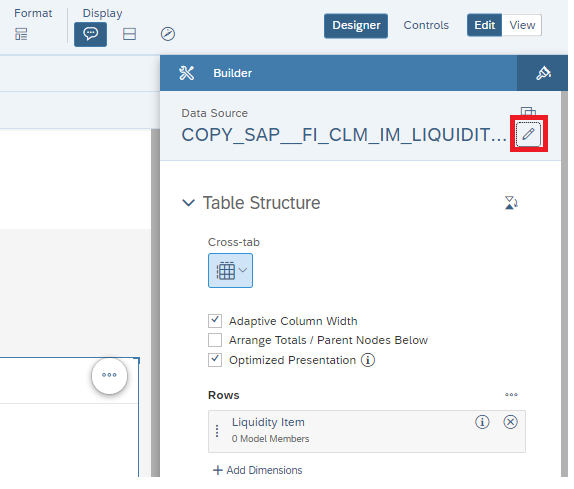 Format Display
Designer Controls Edit View
Builder
Data Source
COPY_SAP__FI_CLM_IM_LIQUIDIT...
Table Structure
Cross-tab
Adaptive Column Width
Arrange Totals / Parent Nodes Below
Optimized Presentation
Rows
Liquidity Item
0 Model Members
+ Add Dimensions